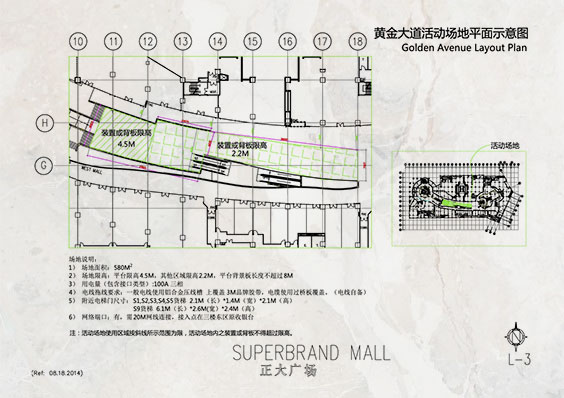 黄金大道活动场地平面示意图
Golden Avenue Layout Plan
10 11 12 13 14 15 16 17 18
H
装置或背板限高
4.5M
装置或背板限高
2.2M
G
WEST MALL
活动场地
场地说明：
1） 场地面积：580M²
2） 场地限高：平台限高4.5M，其他区域限高2.2M，平台背景板长度不超过8M
3） 用电量（包含接口类型）:100A 三相
4） 电线拖线要求：一般电线使用铝合金压线槽 上覆盖3M品牌胶带，电缆使用过桥板覆盖，（电线自备）
5） 附近电梯门尺寸：S1,S2,S3,S4,S5货梯 2.1M（长）*1.4M（宽）*2.1M（高）
S9货梯 6.1M（长）*2.6M(宽）*2.4M（高）
6） 网络端口：有，需20M网线连接，接入点在三楼东区原收银台
注：活动场地使用区域按斜线所示范围为限，活动场地内之装置或背板不得超过限高。
SUPERBRAND MALL
正大广场
N
L-3
(Ref: 08.18.2014)